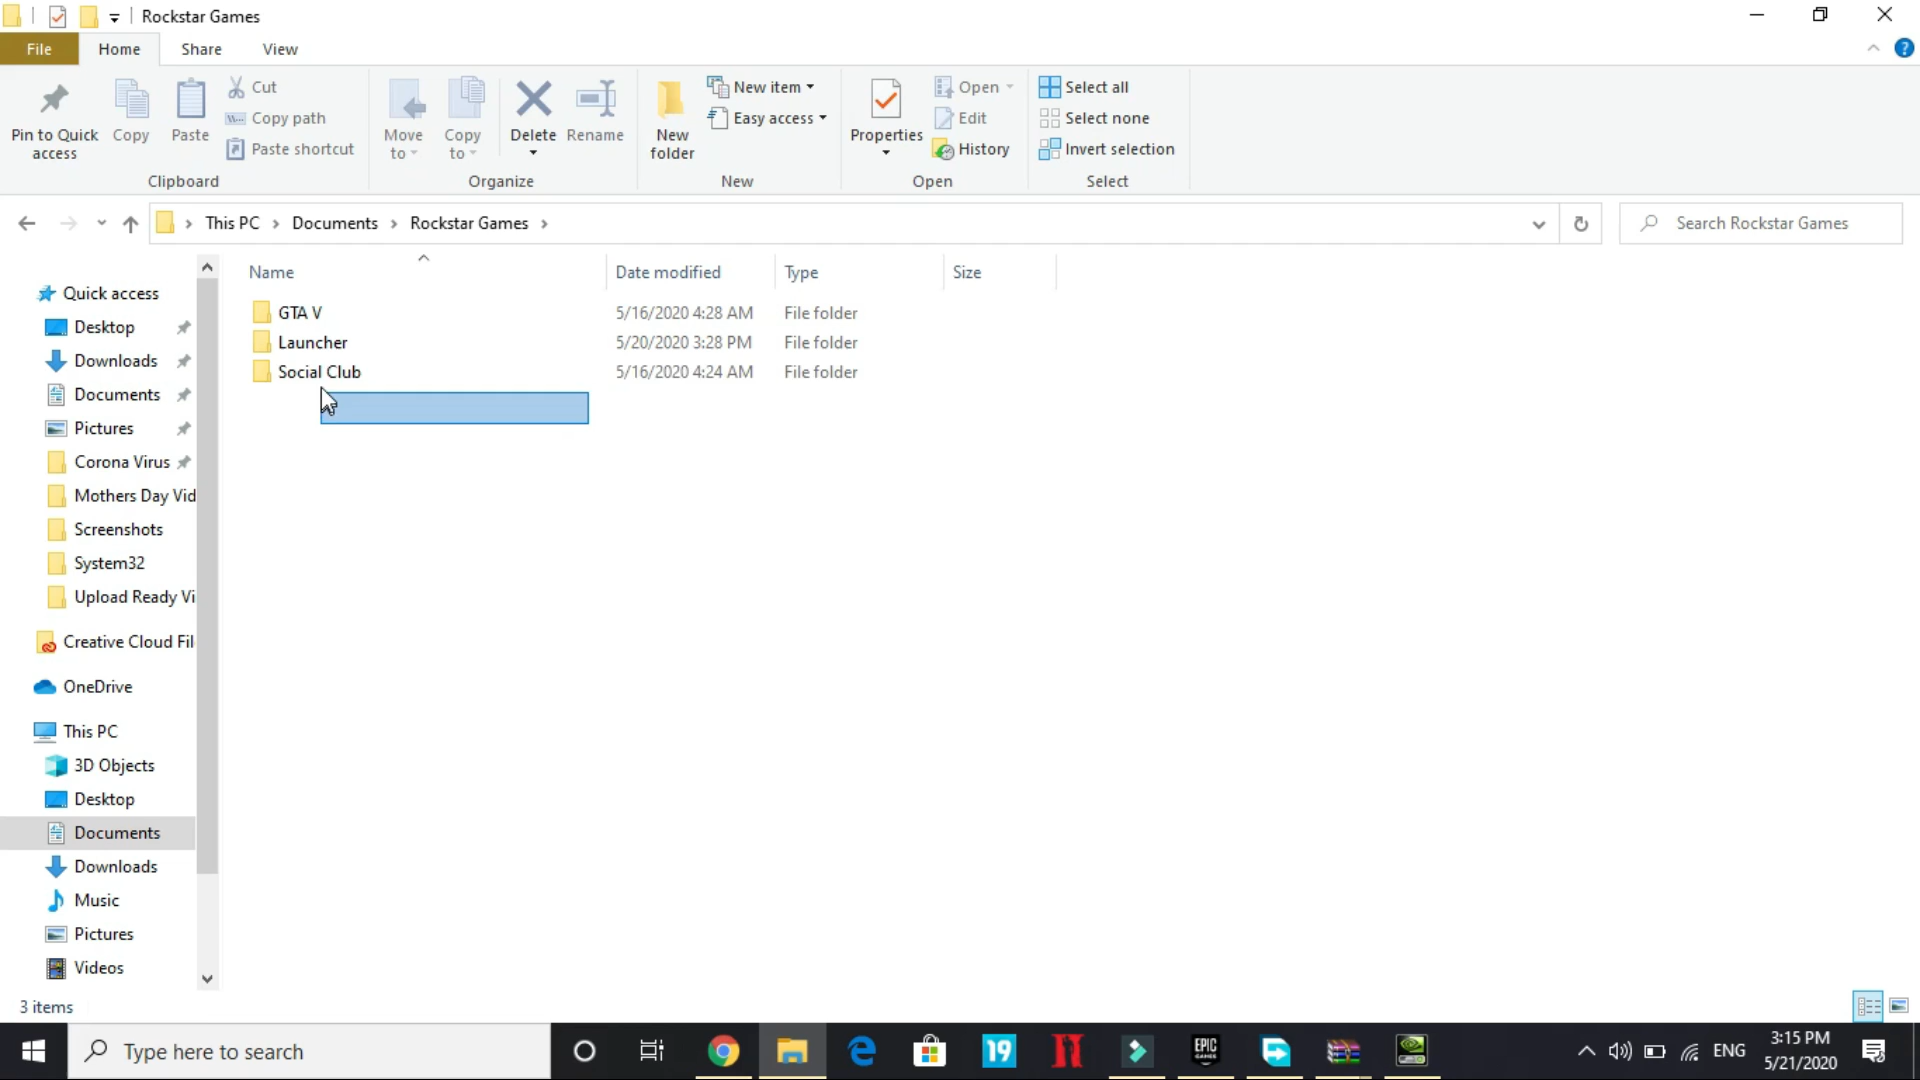 Rockstar Games
File Home Share View
Pin to Quick access
Copy
Paste
Cut
Copy path
Paste shortcut
Clipboard
Move to
Copy to
Delete
Rename
Organize
New folder
New item
Easy access
New
Properties
Open
Edit
History
Open
Select all
Select none
Invert selection
Select
This PC > Documents > Rockstar Games >
Search Rockstar Games
Name Date modified Type Size
GTA V 5/16/2020 4:28 AM File folder
Launcher 5/20/2020 3:28 PM File folder
Social Club 5/16/2020 4:24 AM File folder
Quick access
Desktop
Downloads
Documents
Pictures
Corona Virus
Mothers Day Vid
Screenshots
System32
Upload Ready Vi
Creative Cloud Fil
OneDrive
This PC
3D Objects
Desktop
Documents
Downloads
Music
Pictures
Videos
3 items
Type here to search
19
EPIC GAMES
ENG
3:15 PM
5/21/2020